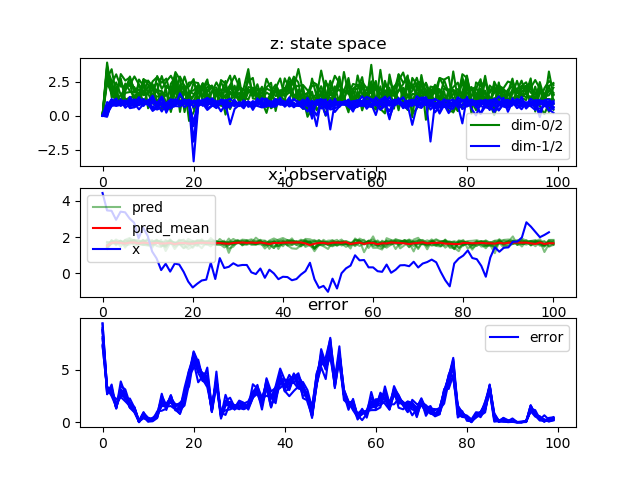 z: state space
2.5
0.0
−2.5
dim-0/2
dim-1/2
0 20 40 60 80 100
x: observation
4
2
0
pred
pred_mean
x
0 20 40 60 80 100
error
5
0
error
0 20 40 60 80 100